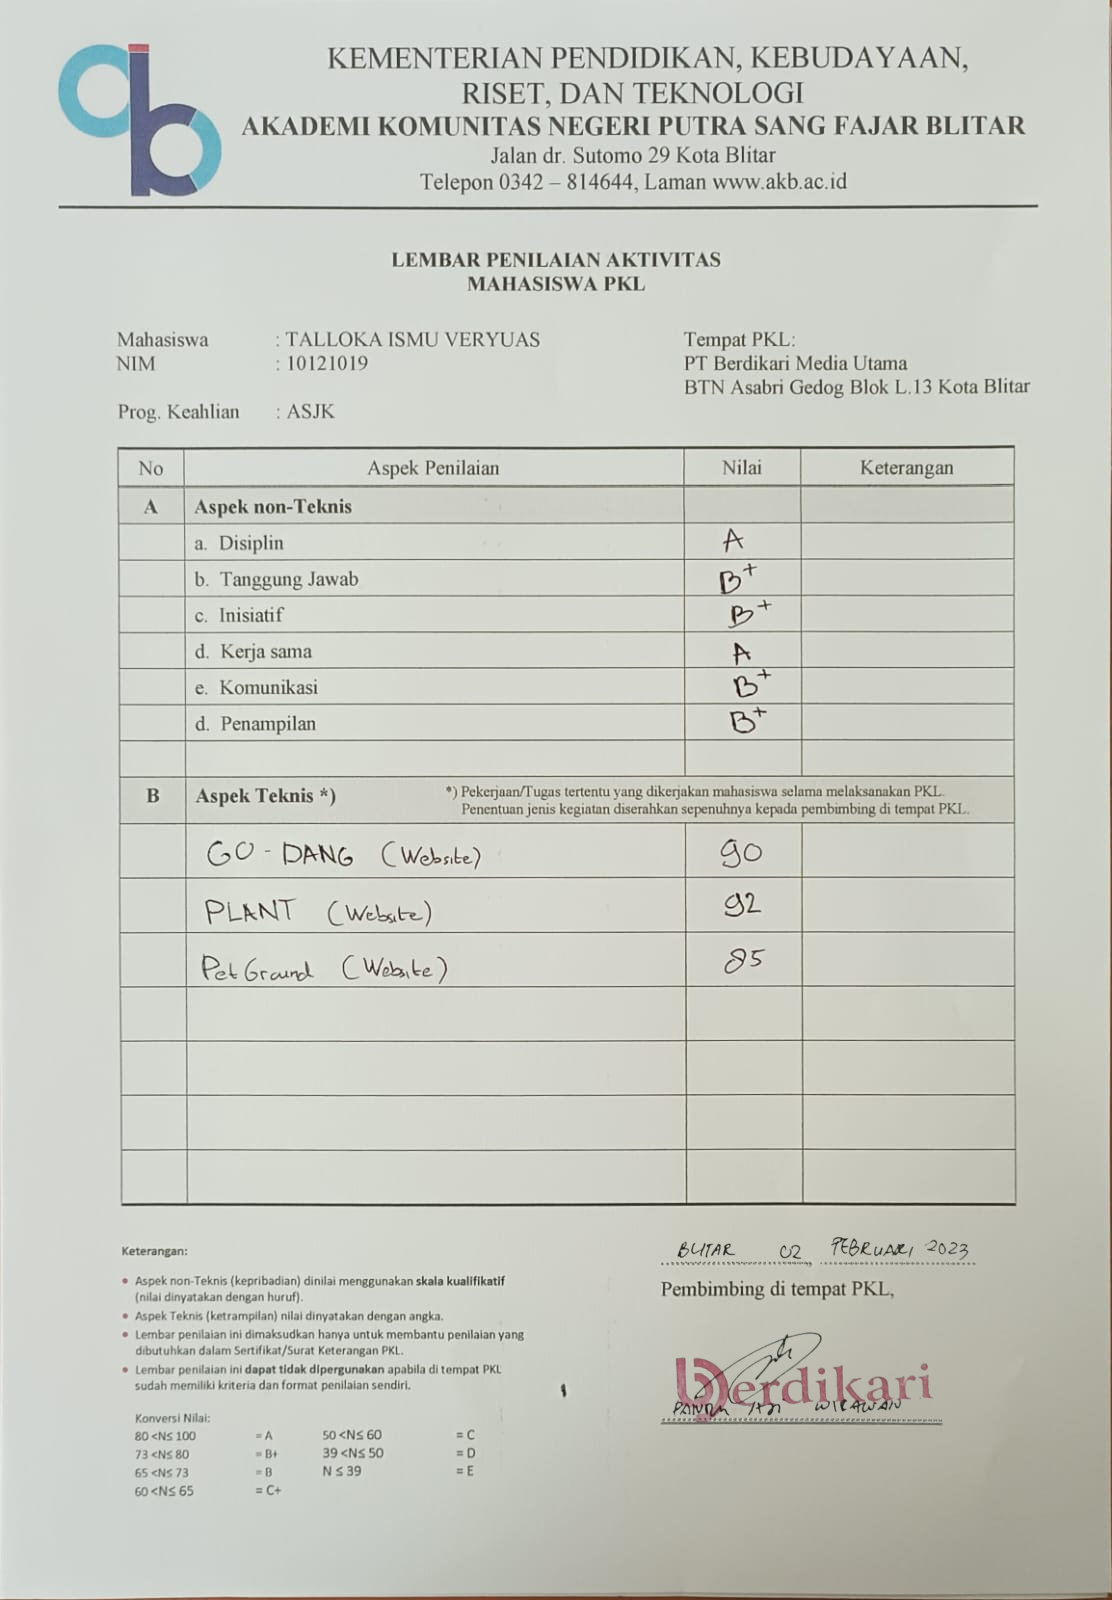 KEMENTERIAN PENDIDIKAN, KEBUDAYAAN,
RISET, DAN TEKNOLOGI
AKADEMI KOMUNITAS NEGERI PUTRA SANG FAJAR BLITAR
Jalan dr. Sutomo 29 Kota Blitar
Telepon 0342 – 814644, Laman www.akb.ac.id
LEMBAR PENILAIAN AKTIVITAS
MAHASISWA PKL
Mahasiswa : TALLOKA ISMU VERYUAS
NIM : 10121019
Prog. Keahlian : ASJK
Tempat PKL:
PT Berdikari Media Utama
BTN Asabri Gedog Blok L.13 Kota Blitar
No Aspek Penilaian Nilai Keterangan
A Aspek non-Teknis
a. Disiplin A
b. Tanggung Jawab B+
c. Inisiatif B+
d. Kerja sama A
e. Komunikasi B+
d. Penampilan B+
B Aspek Teknis *) *) Pekerjaan/Tugas tertentu yang dikerjakan mahasiswa selama melaksanakan PKL.
Penentuan jenis kegiatan diserahkan sepenuhnya kepada pembimbing di tempat PKL.
GO - DANG (Website) 90
PLANT (Website) 92
PetGround (Website) 85
Keterangan:
• Aspek non-Teknis (kepribadian) dinilai menggunakan skala kualifikatif
(nilai dinyatakan dengan huruf).
• Aspek Teknis (ketrampilan) nilai dinyatakan dengan angka.
• Lembar penilaian ini dimaksudkan hanya untuk membantu penilaian yang
dibutuhkan dalam Sertifikat/Surat Keterangan PKL.
• Lembar penilaian ini dapat tidak dipergunakan apabila di tempat PKL
sudah memiliki kriteria dan format penilaian sendiri.
Konversi Nilai:
80 <N≤ 100 = A 50 <N≤ 60 = C
73 <N≤ 80 = B+ 39 <N≤ 50 = D
65 <N≤ 73 = B N ≤ 39 = E
60 <N≤ 65 = C+
BLITAR 02 FEBRUARI 2023
Pembimbing di tempat PKL,
Berdikari
WIRAWAN